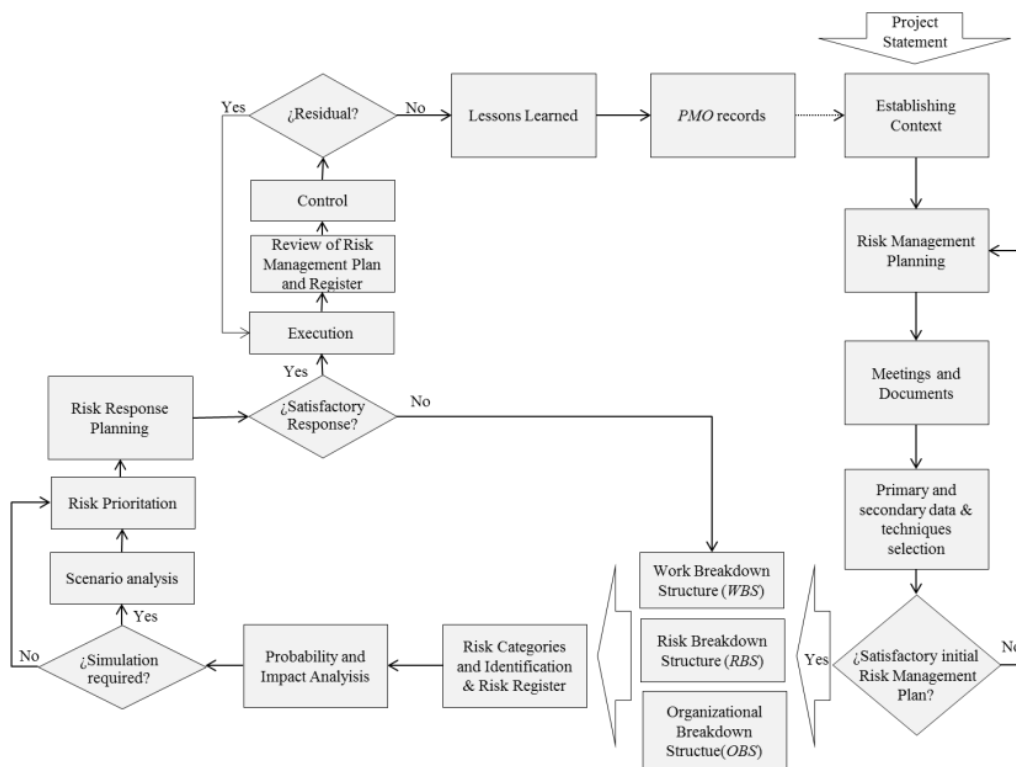 Project
Statement
Yes
¿Residual?
No
Lessons Learned
PMO records
Establishing
Context
Control
Review of Risk
Management Plan
and Register
Risk Management
Planning
Execution
Yes
Meetings and
Documents
Risk Response
Planning
¿Satisfactory
Response?
No
Risk Prioritation
Primary and
secondary data &
techniques
selection
Scenario analysis
Yes
Work Breakdown
Structure (WBS)
No
¿Simulation
required?
Probability and
Impact Analyisis
Risk Categories
and Identification
& Risk Register
Risk Breakdown
Structure (RBS)
Yes
¿Satisfactory initial
Risk Management
Plan?
No
Organizational
Breakdown
Structue(OBS)